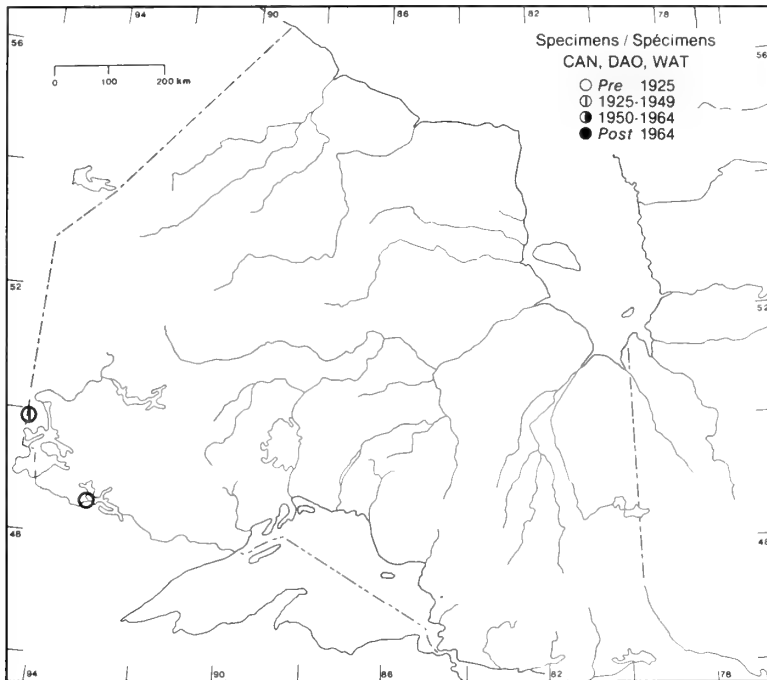 94 90 86 82 78
56 56
Specimens / Spécimens
CAN, DAO, WAT
Pre 1925
1925-1949
1950-1964
Post 1964
0 100 200 km
52 52
48 48
94 90 86 82 78